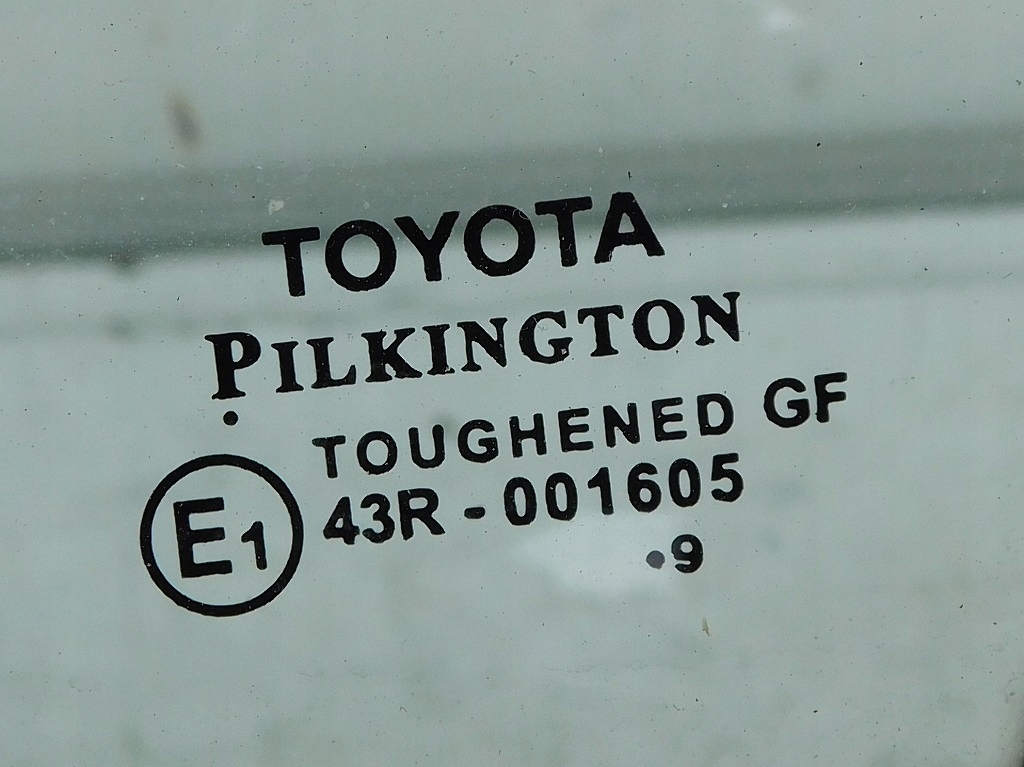 TOYOTA
PILKINGTON
TOUGHENED GF
E1 43R - 001605
•9